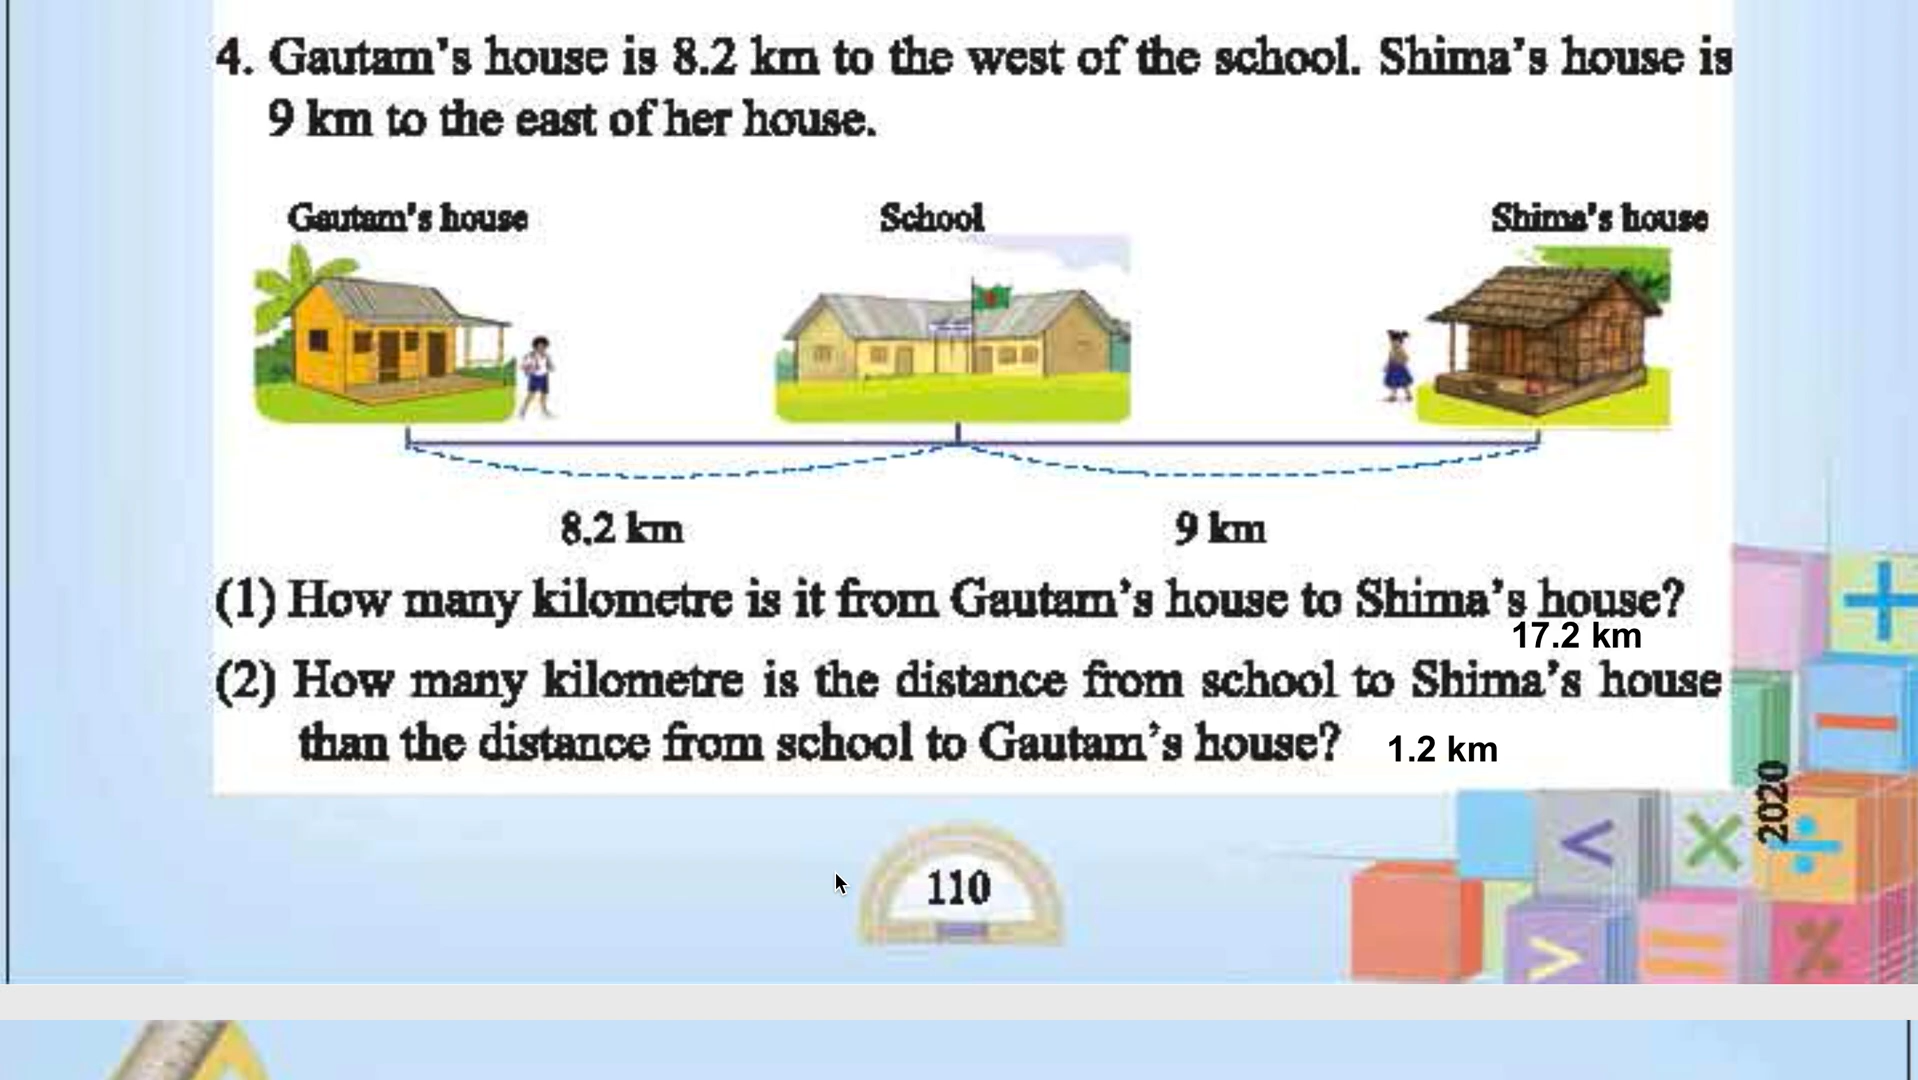 4. Gautam's house is 8.2 km to the west of the school. Shima's house is
9 km to the east of her house.
Gautam's house School Shima's house
8.2 km 9 km
(1) How many kilometre is it from Gautam's house to Shima's house?
17.2 km
(2) How many kilometre is the distance from school to Shima's house
than the distance from school to Gautam's house? 1.2 km
2020
110